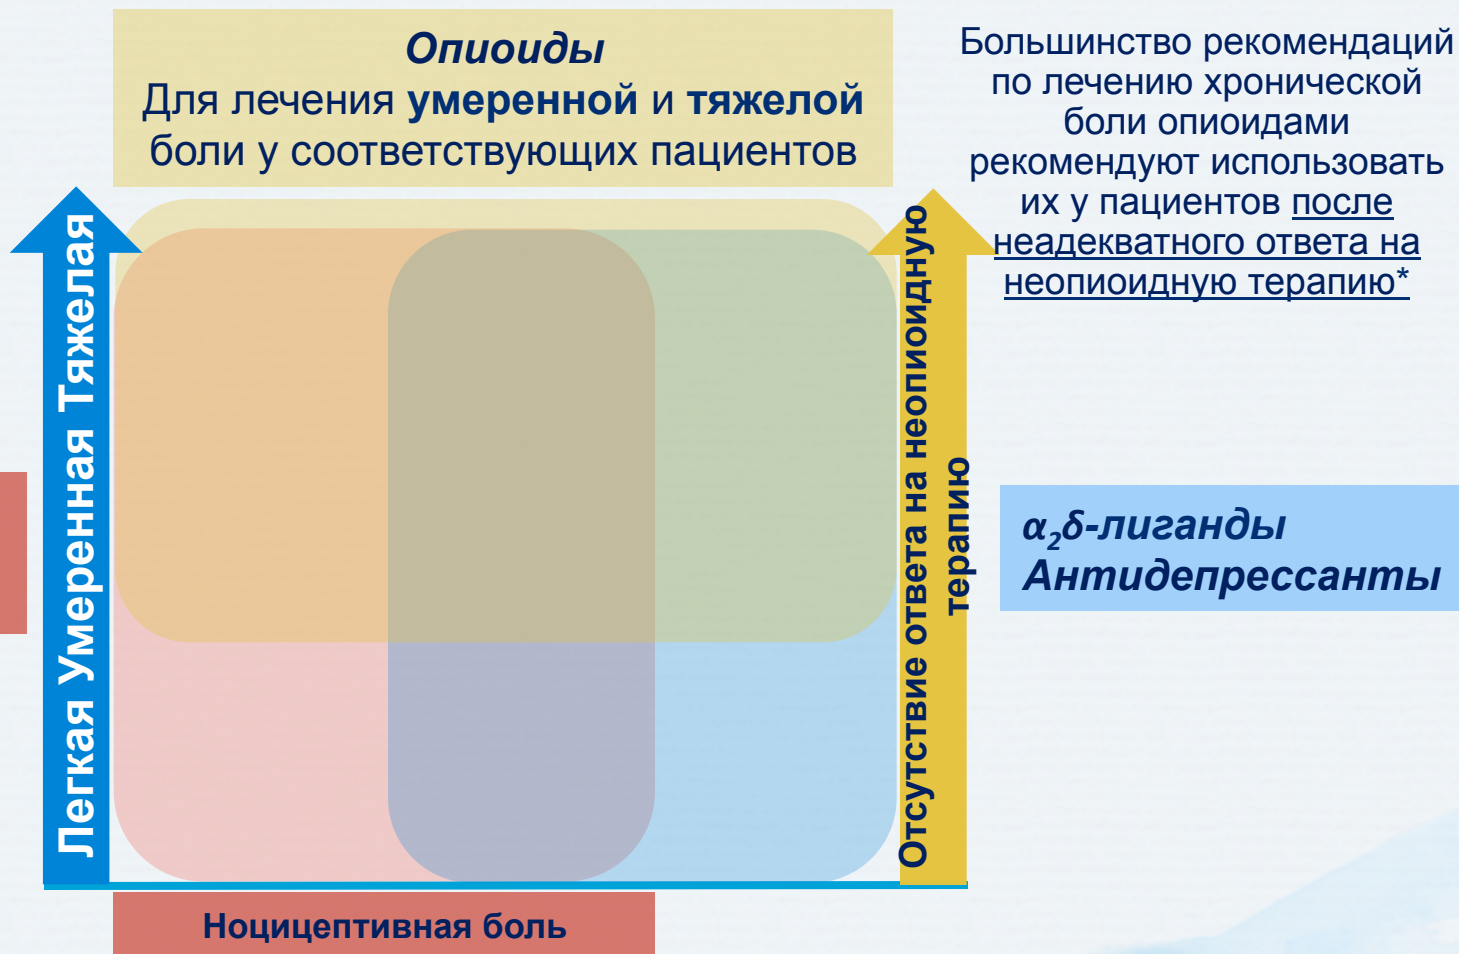 Опиоиды
Для лечения умеренной и тяжелой
боли у соответствующих пациентов
Большинство рекомендаций
по лечению хронической
боли опиоидами
рекомендуют использовать
их у пациентов после
неадекватного ответа на
неопиоидную терапию*
Легкая Умеренная Тяжелая
Отсутствие ответа на неопиоидную
терапию
α₂δ-лиганды
Антидепрессанты
Ноцицептивная боль